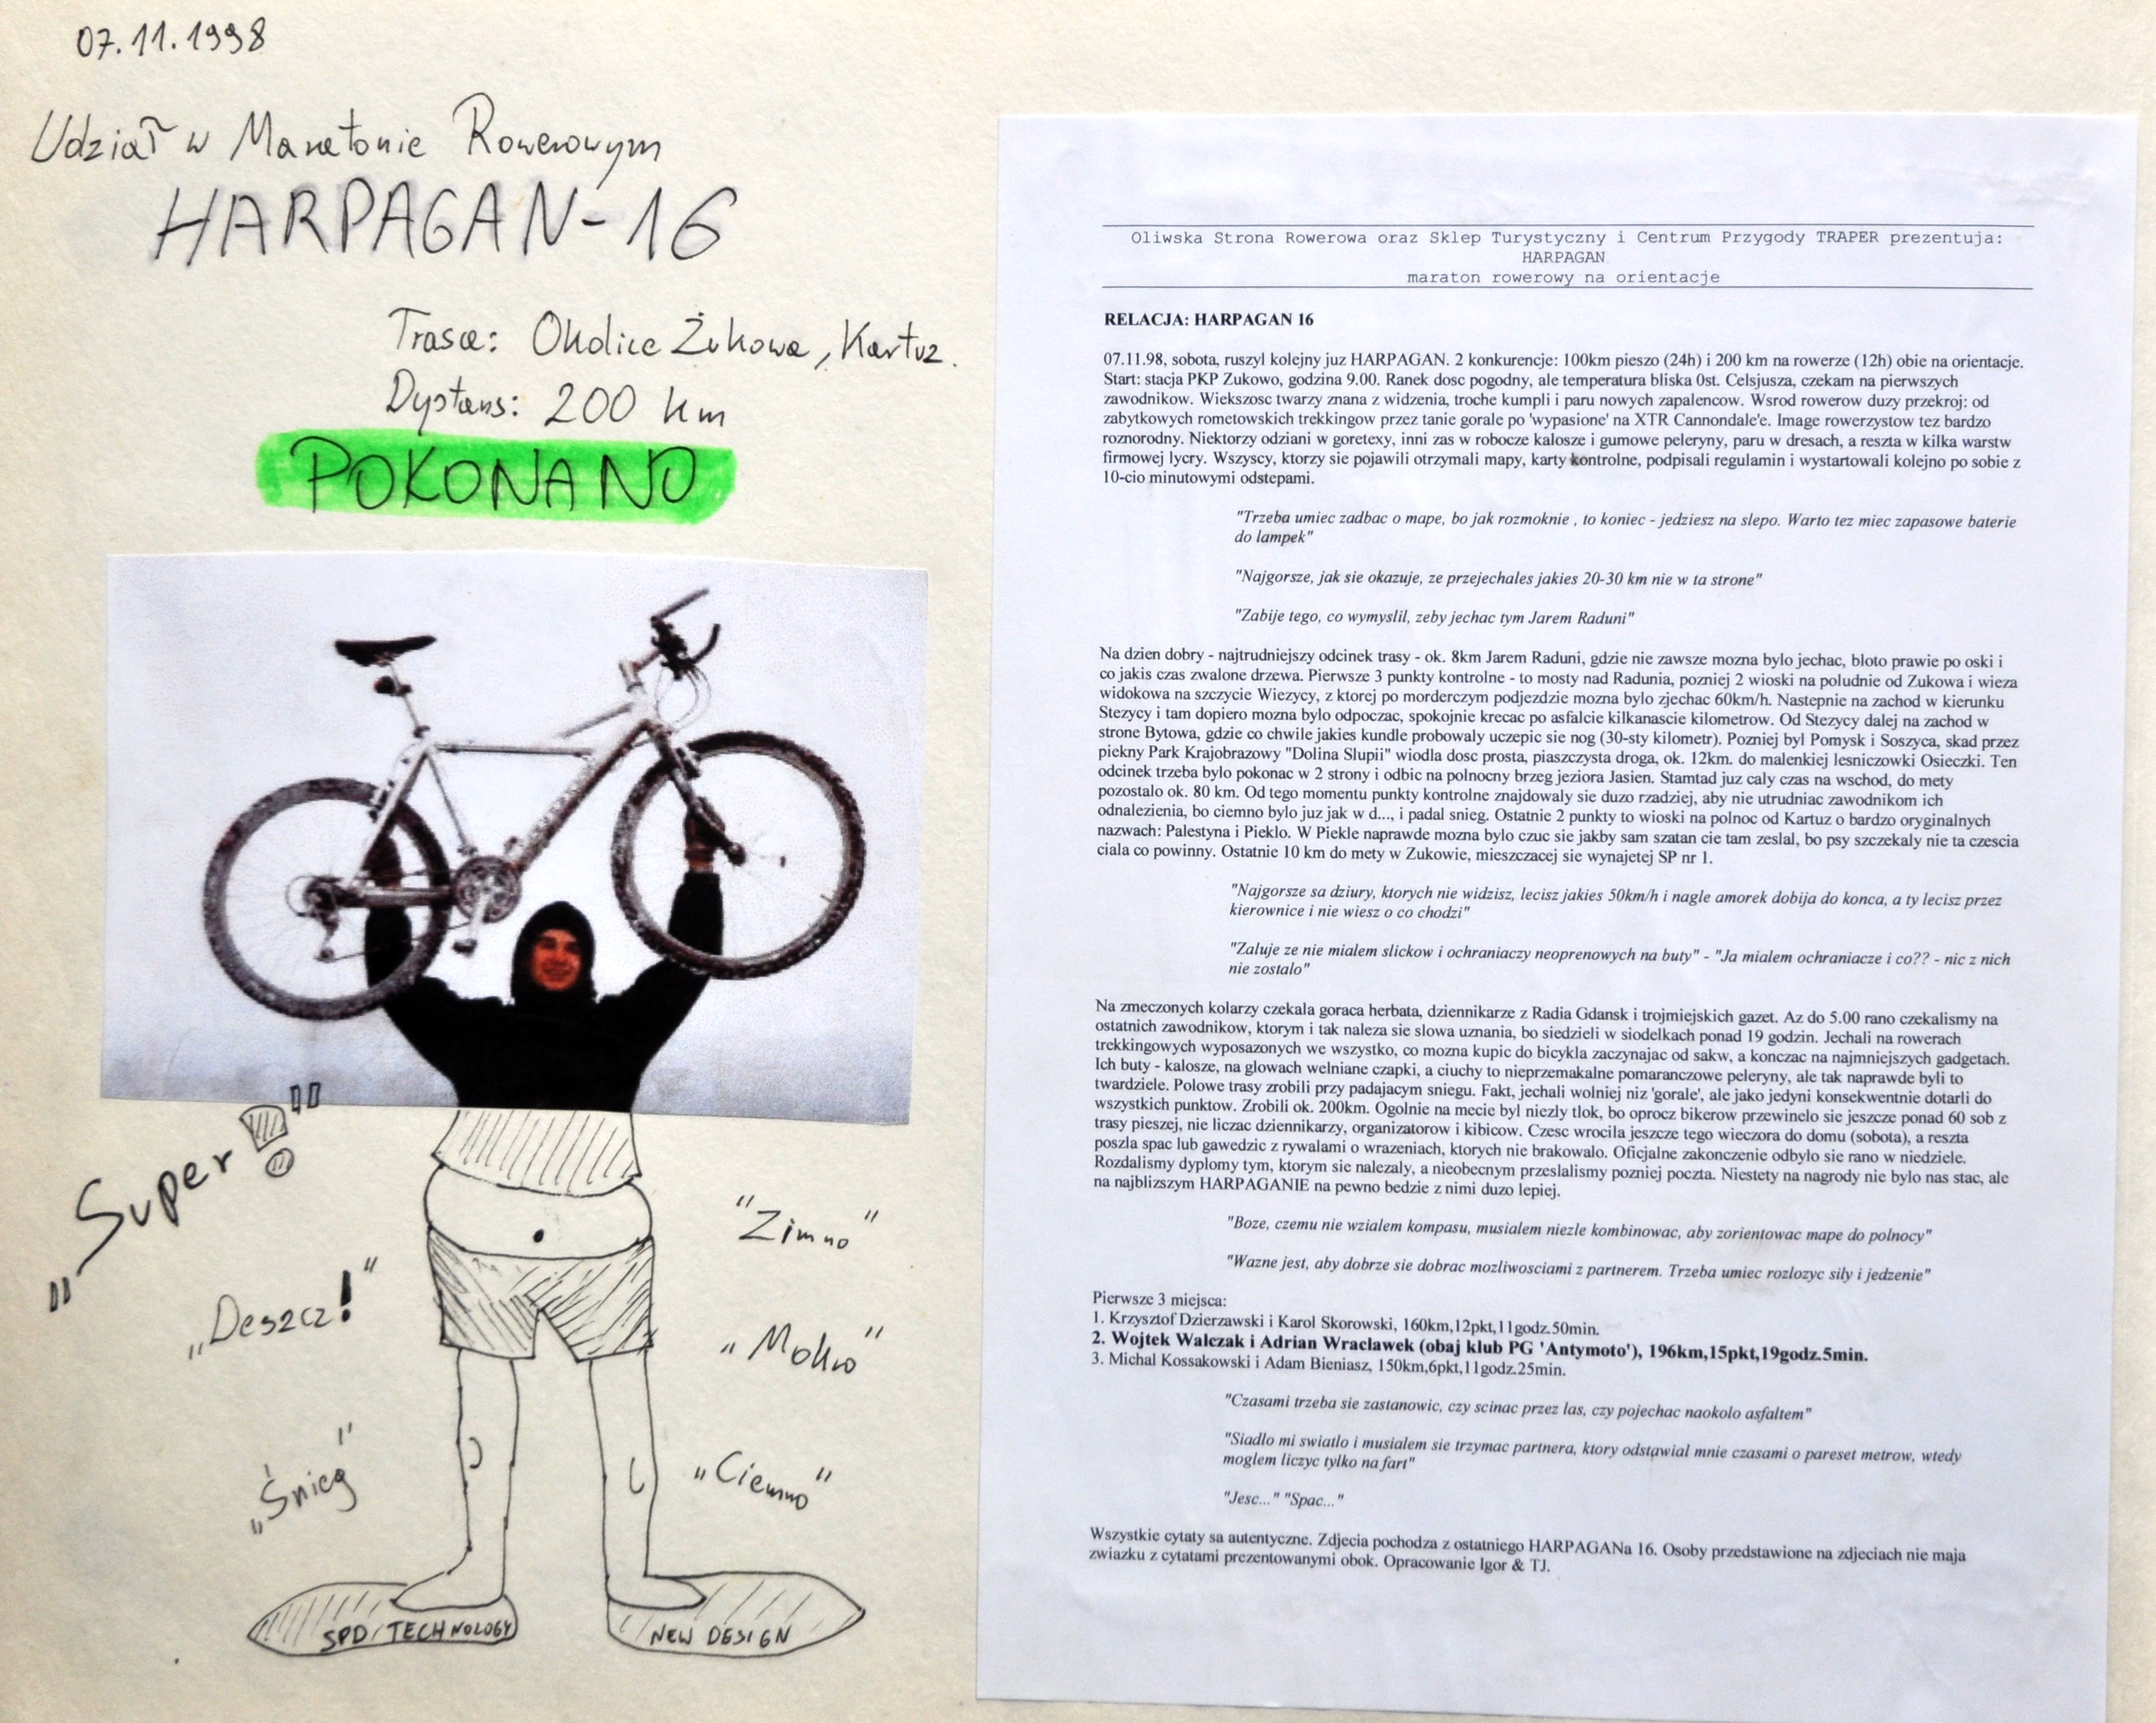 07.11.1998
Udział w Maratonie Rowerowym
HARPAGAN-16
Trasa: Okolice Żukowa, Kartuz.
Dystans: 200 km
POKONANO
"Super!"
"Deszcz!"
"Śnieg"
"Zimno"
"Mokro"
"Ciemno"
SPD TECHNOLOGY
NEW DESIGN
Oliwska Strona Rowerowa oraz Sklep Turystyczny i Centrum Przygody TRAPER prezentuja:
HARPAGAN
maraton rowerowy na orientacje
RELACJA: HARPAGAN 16
07.11.98, sobota, ruszyl kolejny juz HARPAGAN. 2 konkurencje: 100km pieszo (24h) i 200 km na rowerze (12h) obie na orientacje.
Start: stacja PKP Zukowo, godzina 9.00. Ranek dosc pogodny, ale temperatura bliska 0st. Celsjusza, czekam na pierwszych
zawodnikow. Wiekszosc twarzy znana z widzenia, troche kumpli i paru nowych zapalencow. Wsrod rowerow duzy przekroj: od
zabytkowych rometowskich trekkingow przez tanie gorale po 'wypasione' na XTR Cannondale'e. Image rowerzystow tez bardzo
roznorodny. Niektorzy odziani w goretexy, inni zas w robocze kalosze i gumowe peleryny, paru w dresach, a reszta w kilka warstw
firmowej lycry. Wszyscy, ktorzy sie pojawili otrzymali mapy, karty kontrolne, podpisali regulamin i wystartowali kolejno po sobie z
10-cio minutowymi odstepami.
"Trzeba umiec zadbac o mape, bo jak rozmoknie , to koniec - jedziesz na slepo. Warto tez miec zapasowe baterie
do lampek"
"Najgorsze, jak sie okazuje, ze przejechales jakies 20-30 km nie w ta strone"
"Zabije tego, co wymyslil, zeby jechac tym Jarem Raduni"
Na dzien dobry - najtrudniejszy odcinek trasy - ok. 8km Jarem Raduni, gdzie nie zawsze mozna bylo jechac, bloto prawie po oski i
co jakis czas zwalone drzewa. Pierwsze 3 punkty kontrolne - to mosty nad Radunia, pozniej 2 wioski na poludnie od Zukowa i wieza
widokowa na szczycie Wiezycy, z ktorej po morderczym podjezdzie mozna bylo zjechac 60km/h. Nastepnie na zachod w kierunku
Stezycy i tam dopiero mozna bylo odpoczac, spokojnie krecac po asfalcie kilkanascie kilometrow. Od Stezycy dalej na zachod w
strone Bytowa, gdzie co chwile jakies kundle probowaly uczepic sie nog (30-sty kilometr). Pozniej byl Pomysk i Soszyca, skad przez
piekny Park Krajobrazowy "Dolina Slupii" wiodla dosc prosta, piaszczysta droga, ok. 12km. do malenkiej lesniczowki Osieczki. Ten
odcinek trzeba bylo pokonac w 2 strony i odbic na polnocny brzeg jeziora Jasien. Stamtad juz caly czas na wschod, do mety
pozostalo ok. 80 km. Od tego momentu punkty kontrolne znajdowaly sie duzo rzadziej, aby nie utrudniac zawodnikom ich
odnalezienia, bo ciemno bylo juz jak w d..., i padal snieg. Ostatnie 2 punkty to wioski na polnoc od Kartuz o bardzo oryginalnych
nazwach: Palestyna i Pieklo. W Piekle naprawde mozna bylo czuc sie jakby sam szatan cie tam zeslal, bo psy szczekaly nie ta czescia
ciala co powinny. Ostatnie 10 km do mety w Zukowie, mieszczacej sie wynajetej SP nr 1.
"Najgorsze sa dziury, ktorych nie widzisz, lecisz jakies 50km/h i nagle amorek dobija do konca, a ty lecisz przez
kierownice i nie wiesz o co chodzi"
"Zaluje ze nie mialem slickow i ochraniaczy neoprenowych na buty" - "Ja mialem ochraniacze i co?? - nic z nich
nie zostalo"
Na zmeczonych kolarzy czekala goraca herbata, dziennikarze z Radia Gdansk i trojmiejskich gazet. Az do 5.00 rano czekalismy na
ostatnich zawodnikow, ktorym i tak naleza sie slowa uznania, bo siedzieli w siodelkach ponad 19 godzin. Jechali na rowerach
trekkingowych wyposazonych we wszystko, co mozna kupic do bicykla zaczynajac od sakw, a konczac na najmniejszych gadgetach.
Ich buty - kalosze, na glowach welniane czapki, a ciuchy to nieprzemakalne pomaranczowe peleryny, ale tak naprawde byli to
twardziele. Polowe trasy zrobili przy padajacym sniegu. Fakt, jechali wolniej niz 'gorale', ale jako jedyni konsekwentnie dotarli do
wszystkich punktow. Zrobili ok. 200km. Ogolnie na mecie byl niezly tlok, bo oprocz bikerow przewinelo sie jeszcze ponad 60 sob z
trasy pieszej, nie liczac dziennikarzy, organizatorow i kibicow. Czesc wrocila jeszcze tego wieczora do domu (sobota), a reszta
poszla spac lub gawedzic z rywalami o wrazeniach, ktorych nie brakowalo. Oficjalne zakonczenie odbylo sie rano w niedziele.
Rozdalismy dyplomy tym, ktorym sie nalezaly, a nieobecnym przeslalismy pozniej poczta. Niestety na nagrody nie bylo nas stac, ale
na najblizszym HARPAGANIE na pewno bedzie z nimi duzo lepiej.
"Boze, czemu nie wzialem kompasu, musialem niezle kombinowac, aby zorientowac mape do polnocy"
"Wazne jest, aby dobrze sie dobrac mozliwosciami z partnerem. Trzeba umiec rozlozyc sily i jedzenie"
Pierwsze 3 miejsca:
1. Krzysztof Dzierzawski i Karol Skorowski, 160km,12pkt,11godz.50min.
2. Wojtek Walczak i Adrian Wraclawek (obaj klub PG 'Antymoto'), 196km,15pkt,19godz.5min.
3. Michal Kossakowski i Adam Bieniasz, 150km,6pkt,11godz.25min.
"Czasami trzeba sie zastanowic, czy scinac przez las, czy pojechac naokolo asfaltem"
"Siadlo mi swiatlo i musialem sie trzymac partnera, ktory odstawial mnie czasami o pareset metrow, wtedy
moglem liczyc tylko na fart"
"Jesc..." "Spac..."
Wszystkie cytaty sa autentyczne. Zdjecia pochodza z ostatniego HARPAGANa 16. Osoby przedstawione na zdjeciach nie maja
zwiazku z cytatami prezentowanymi obok. Opracowanie Igor & TJ.